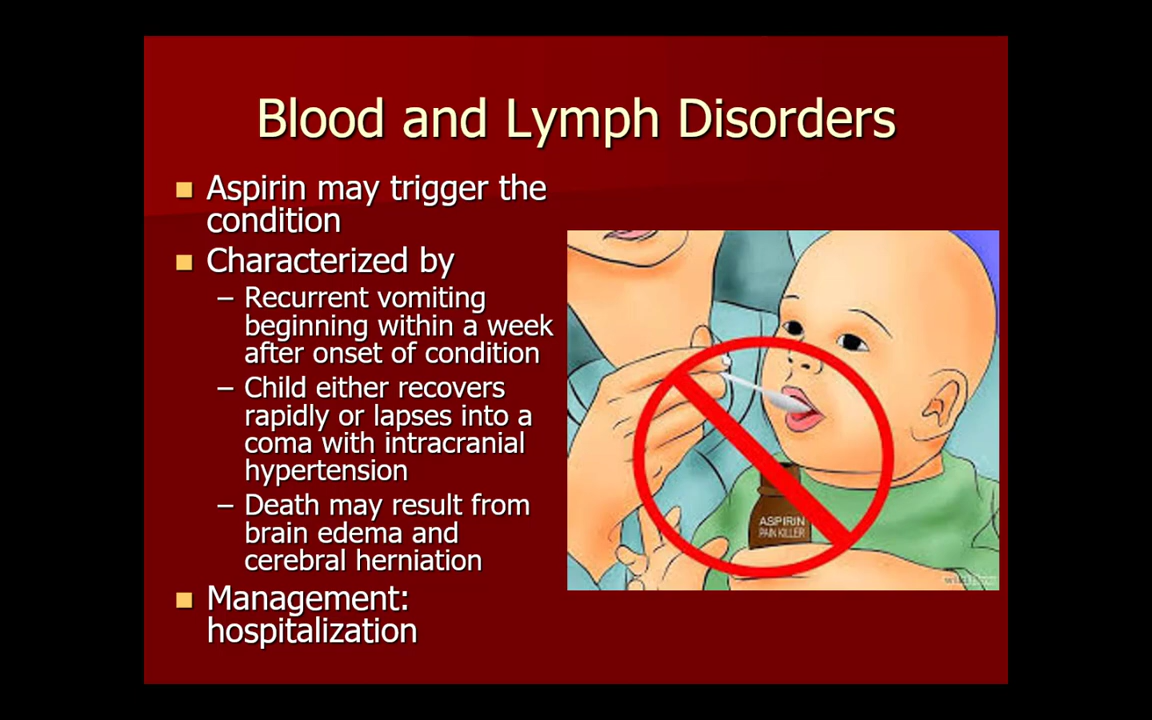 Blood and Lymph Disorders
Aspirin may trigger the
condition
Characterized by
– Recurrent vomiting
beginning within a week
after onset of condition
– Child either recovers
rapidly or lapses into a
coma with intracranial
hypertension
– Death may result from
brain edema and
cerebral herniation
Management:
hospitalization
ASPIRIN
PAIN KILLER